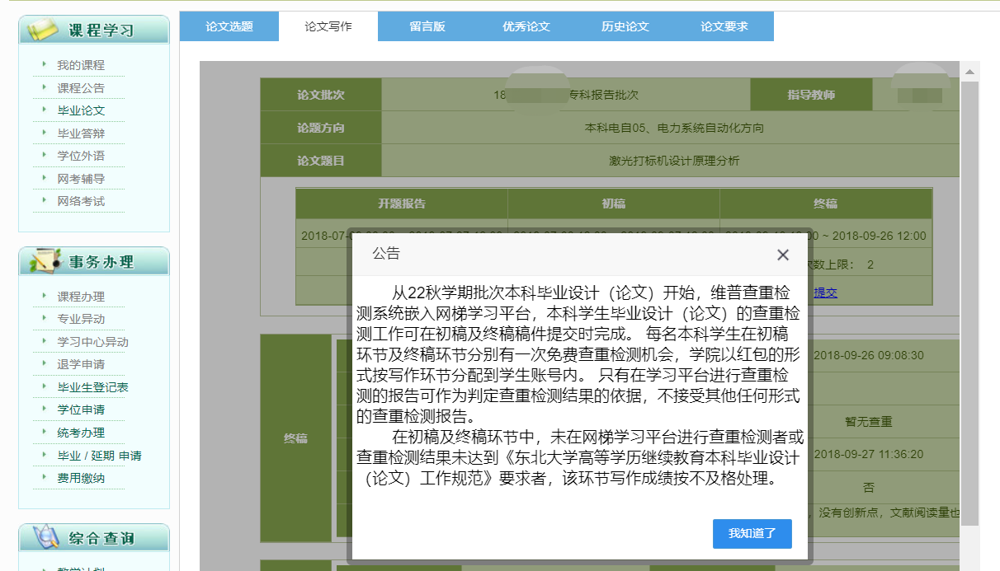 课程学习
我的课程
课程公告
毕业论文
毕业答辩
学位外语
网考辅导
网络考试
事务办理
课程办理
专业异动
学习中心异动
退学申请
毕业生登记表
学位申请
统考办理
毕业 / 延期 申请
费用缴纳
综合查询
论文选题 论文写作 留言版 优秀论文 历史论文 论文要求
论文批次 18 专科报告批次 指导教师
论题方向 本科电自05、电力系统自动化方向
论文题目 激光打标机设计原理分析
开题报告 初稿 终稿
2018-07-0 00 ~ 2018-09-26 12:00
数上限： 2
提交
终稿
2018-09-26 09:08:30
暂无查重
2018-09-27 11:36:20
否
，没有创新点，文献阅读量也
公告
从22秋学期批次本科毕业设计（论文）开始，维普查重检
测系统嵌入网梯学习平台，本科学生毕业设计（论文）的查重检
测工作可在初稿及终稿稿件提交时完成。 每名本科学生在初稿
环节及终稿环节分别有一次免费查重检测机会，学院以红包的形
式按写作环节分配到学生账号内。 只有在学习平台进行查重检
测的报告可作为判定查重检测结果的依据，不接受其他任何形式
的查重检测报告。
在初稿及终稿环节中，未在网梯学习平台进行查重检测者或
查重检测结果未达到《东北大学高等学历继续教育本科毕业设计
（论文）工作规范》要求者，该环节写作成绩按不及格处理。
我知道了